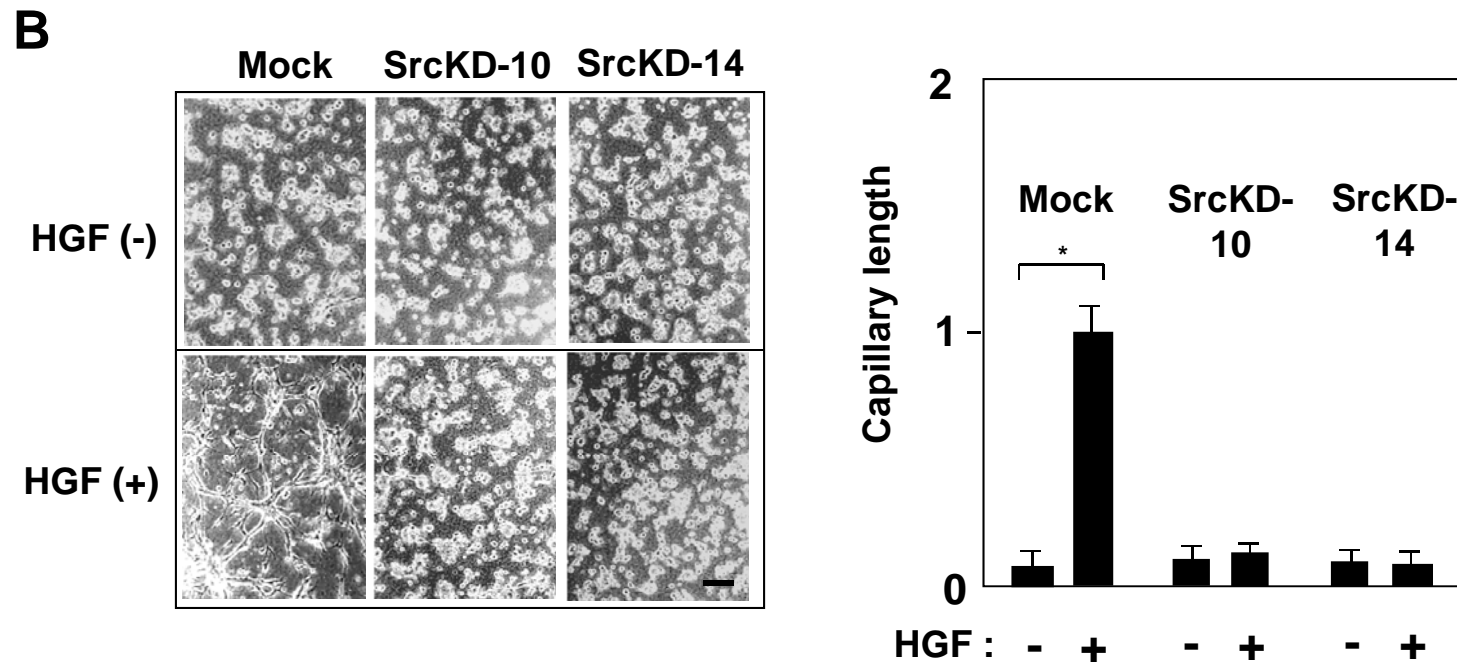 B
Mock SrcKD-10 SrcKD-14
HGF (-)
HGF (+)
Capillary length
2
1
0
Mock SrcKD-10 SrcKD-14
*
HGF : - + - + - +